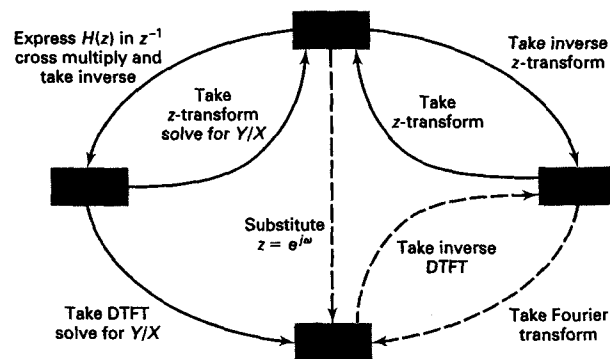 Express H(z) in z⁻¹
cross multiply and
take inverse
Take inverse
z-transform
Take
z-transform
solve for Y/X
Take
z-transform
Substitute
z = e^{jω}
Take inverse
DTFT
Take DTFT
solve for Y/X
Take Fourier
transform